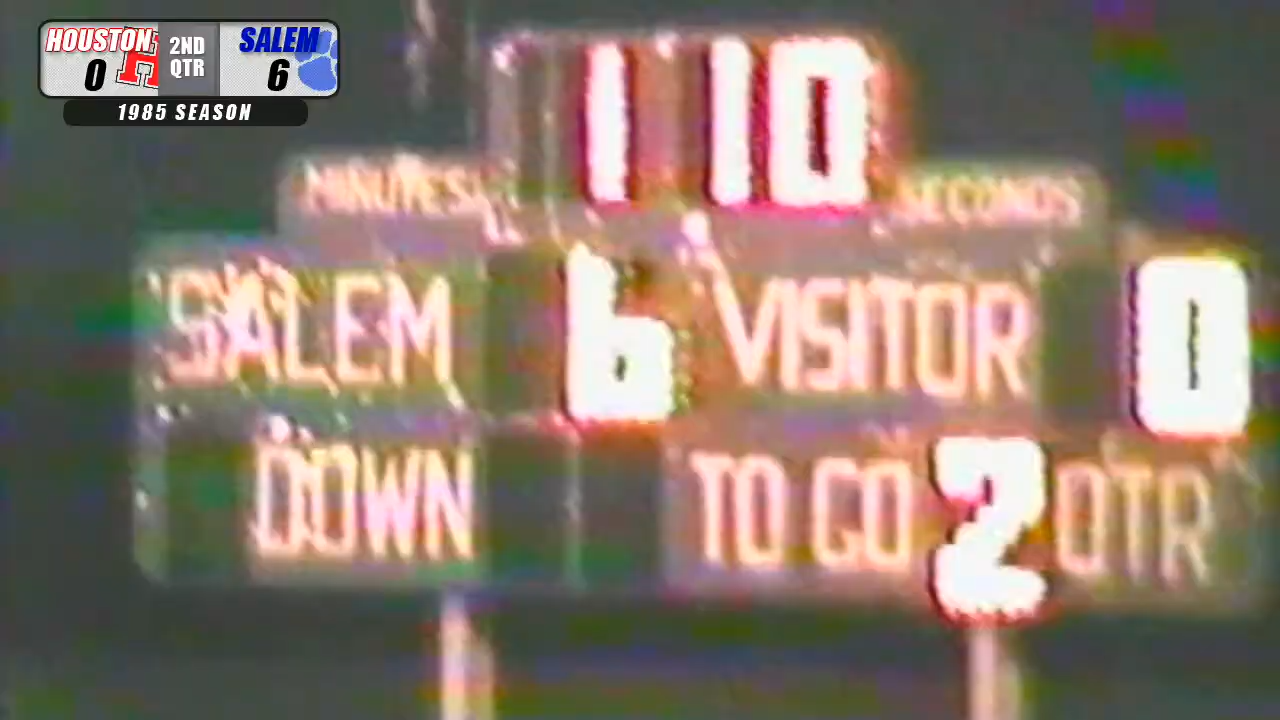 HOUSTON 0
2ND QTR
SALEM 6
1985 SEASON
1 10
MINUTES SECONDS
SALEM 6 VISITOR 0
DOWN TO GO 2 QTR